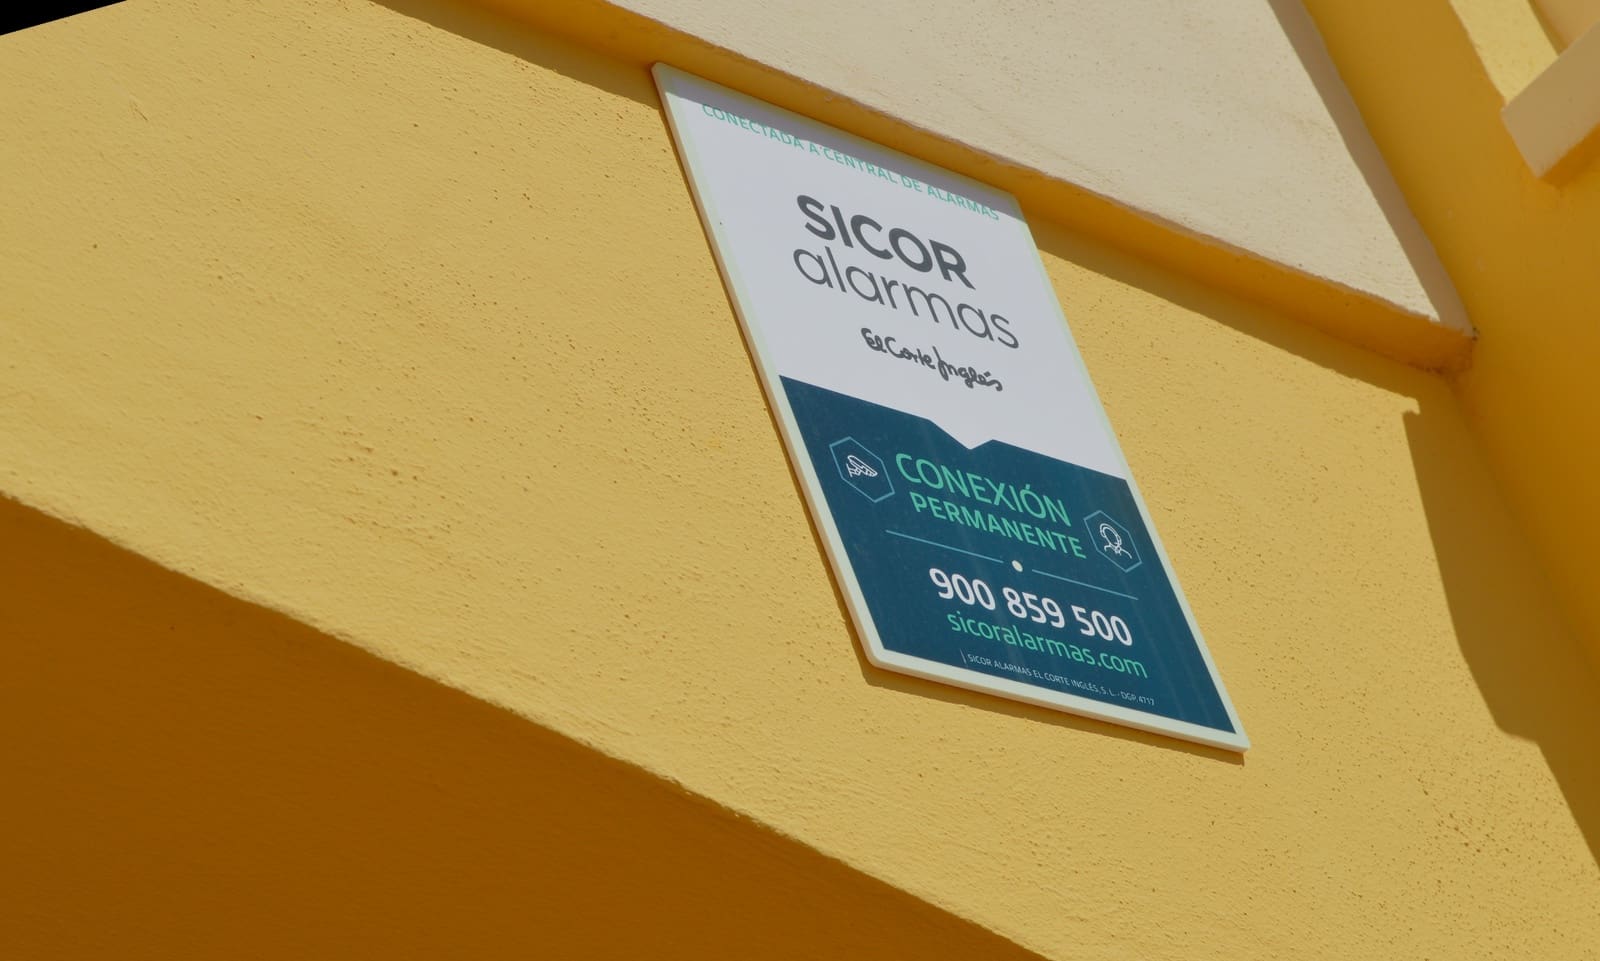 CONECTADA A CENTRAL DE ALARMAS
SICOR
alarmas
El Corte Inglés
CONEXIÓN
PERMANENTE
900 859 500
sicoralarmas.com
SICOR ALARMAS EL CORTE INGLÉS, S. L. - DGP. 4717